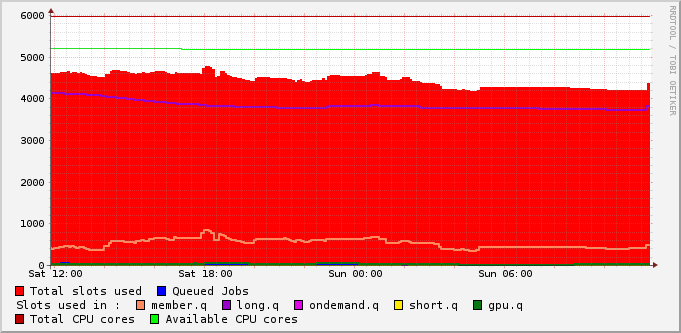 6000
5000
4000
3000
2000
1000
0
Sat 12:00 Sat 18:00 Sun 00:00 Sun 06:00
Total slots used Queued Jobs
Slots used in : member.q long.q ondemand.q short.q gpu.q
Total CPU cores Available CPU cores
RRDTOOL / TOBI OETIKER